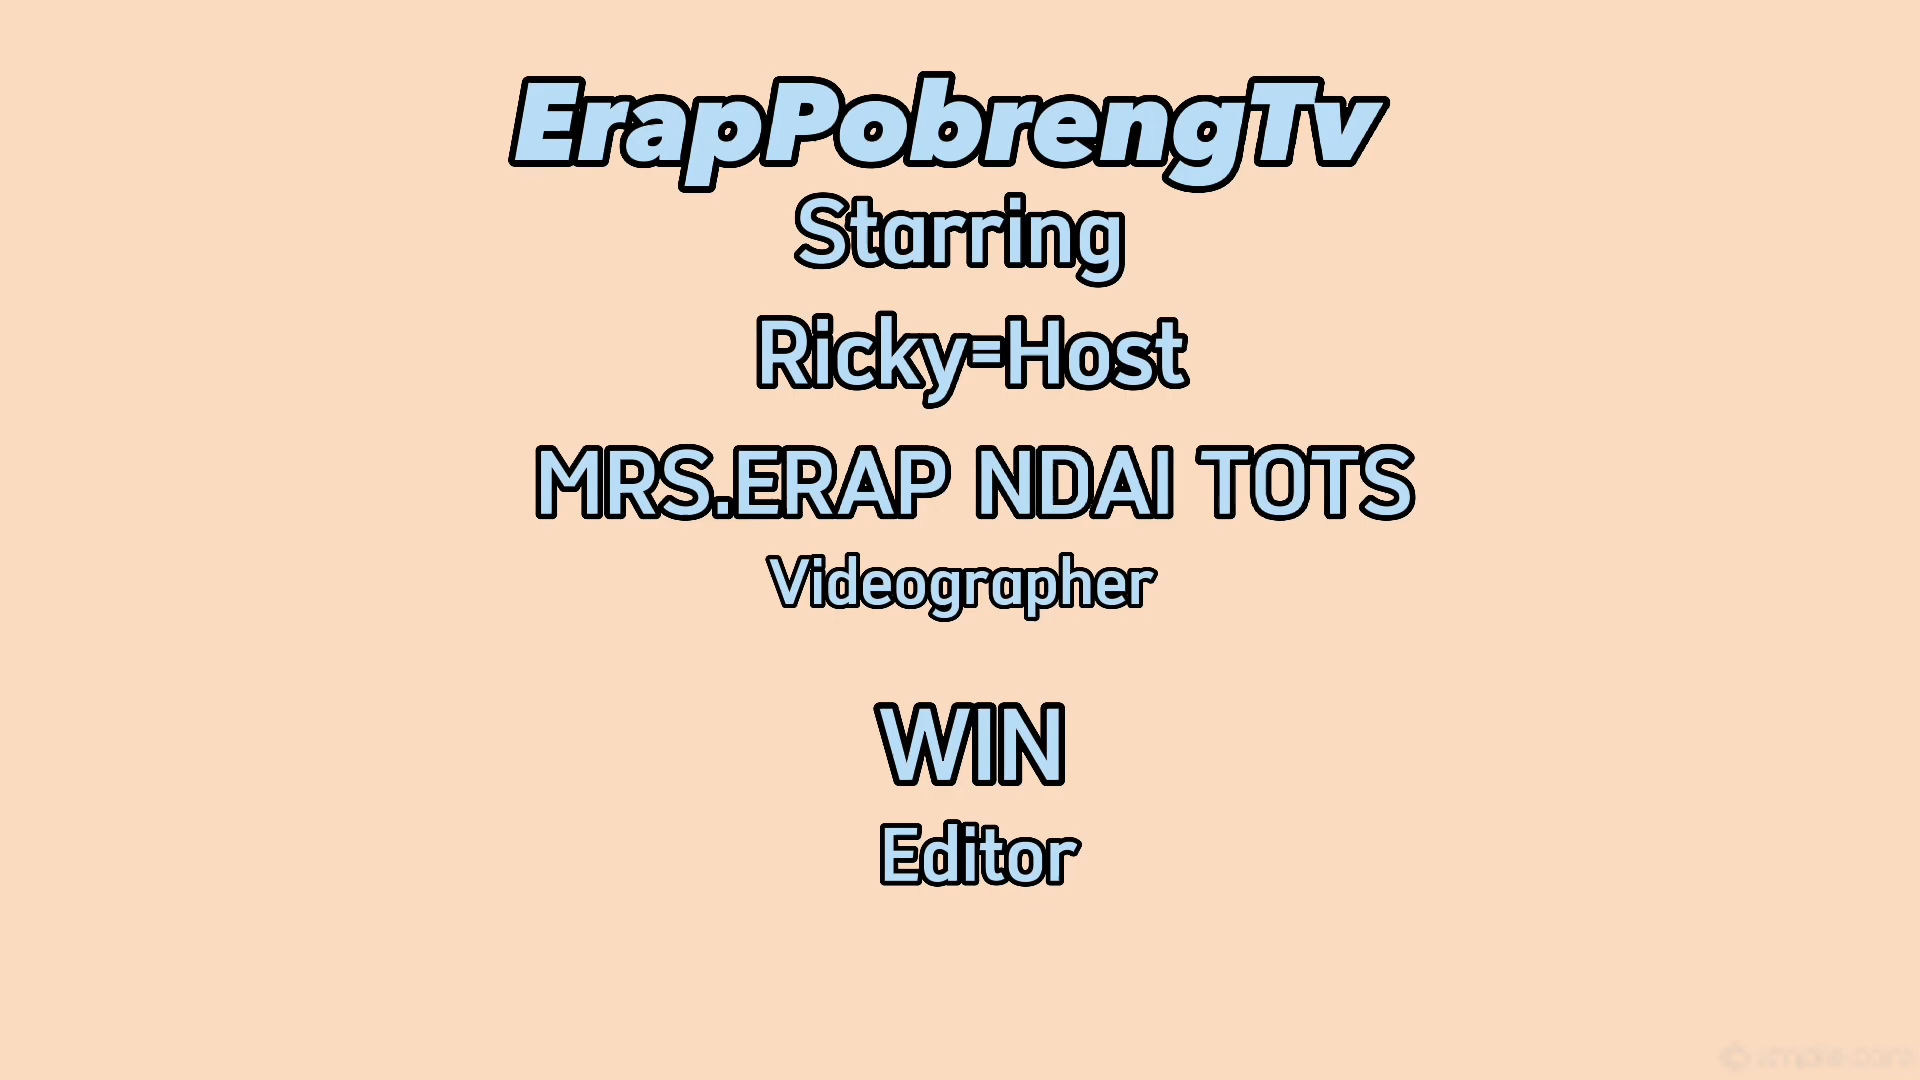 ErapPobrengTv
Starring
Ricky=Host
MRS.ERAP NDAI TOTS
Videographer
WIN
Editor